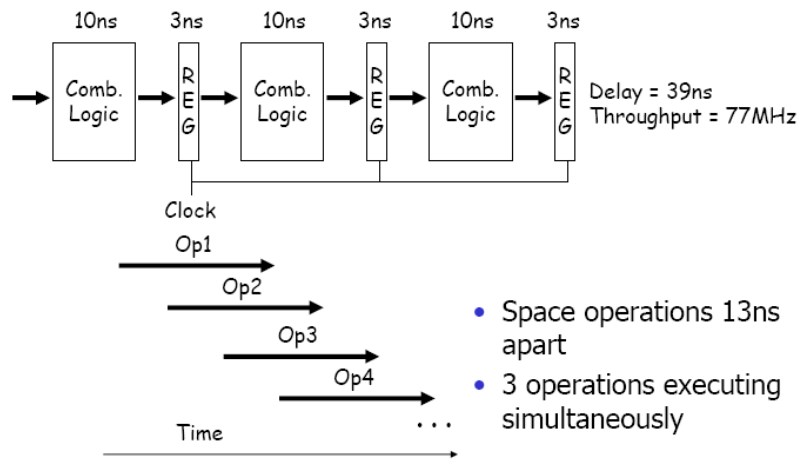 10ns 3ns 10ns 3ns 10ns 3ns
Comb. Logic
R E G
Comb. Logic
R E G
Comb. Logic
R E G
Delay = 39ns
Throughput = 77MHz
Clock
Op1
Op2
Op3
Op4
...
Time
• Space operations 13ns
apart
• 3 operations executing
simultaneously